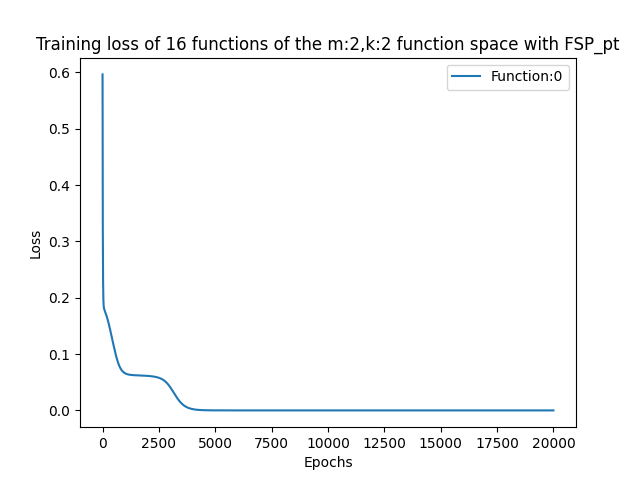 Training loss of 16 functions of the m:2,k:2 function space with FSP_pt
Function:0
Loss
0.6
0.5
0.4
0.3
0.2
0.1
0.0
0 2500 5000 7500 10000 12500 15000 17500 20000
Epochs